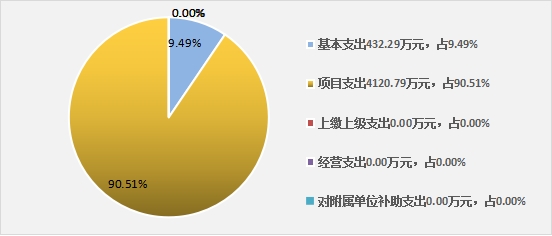 0.00%
9.49%
90.51%
基本支出432.29万元，占9.49%
项目支出4120.79万元，占90.51%
上缴上级支出0.00万元，占0.00%
经营支出0.00万元，占0.00%
对附属单位补助支出0.00万元，占0.00%